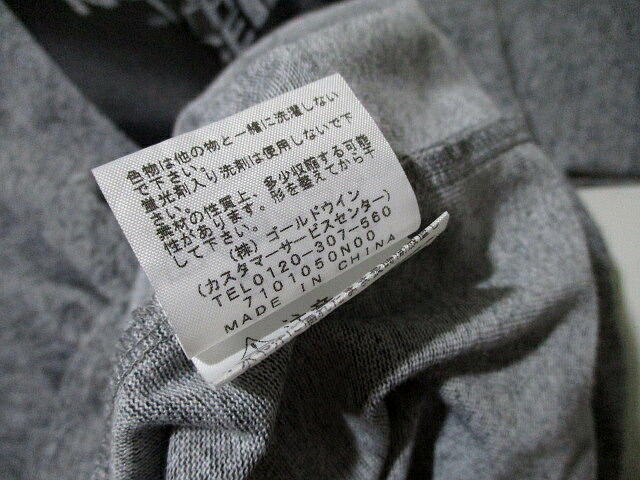 色物は他の物と一緒に洗濯しない
で下さい。
蛍光剤入り洗剤は使用しないで下
さい。
素材の性質上、多少収縮する可能
性があります。形を整えてから干
して下さい。
(株)ゴールドウイン
(カスタマーサービスセンター)
TEL0120-307-560
7101050N00
MADE IN CHINA
注意